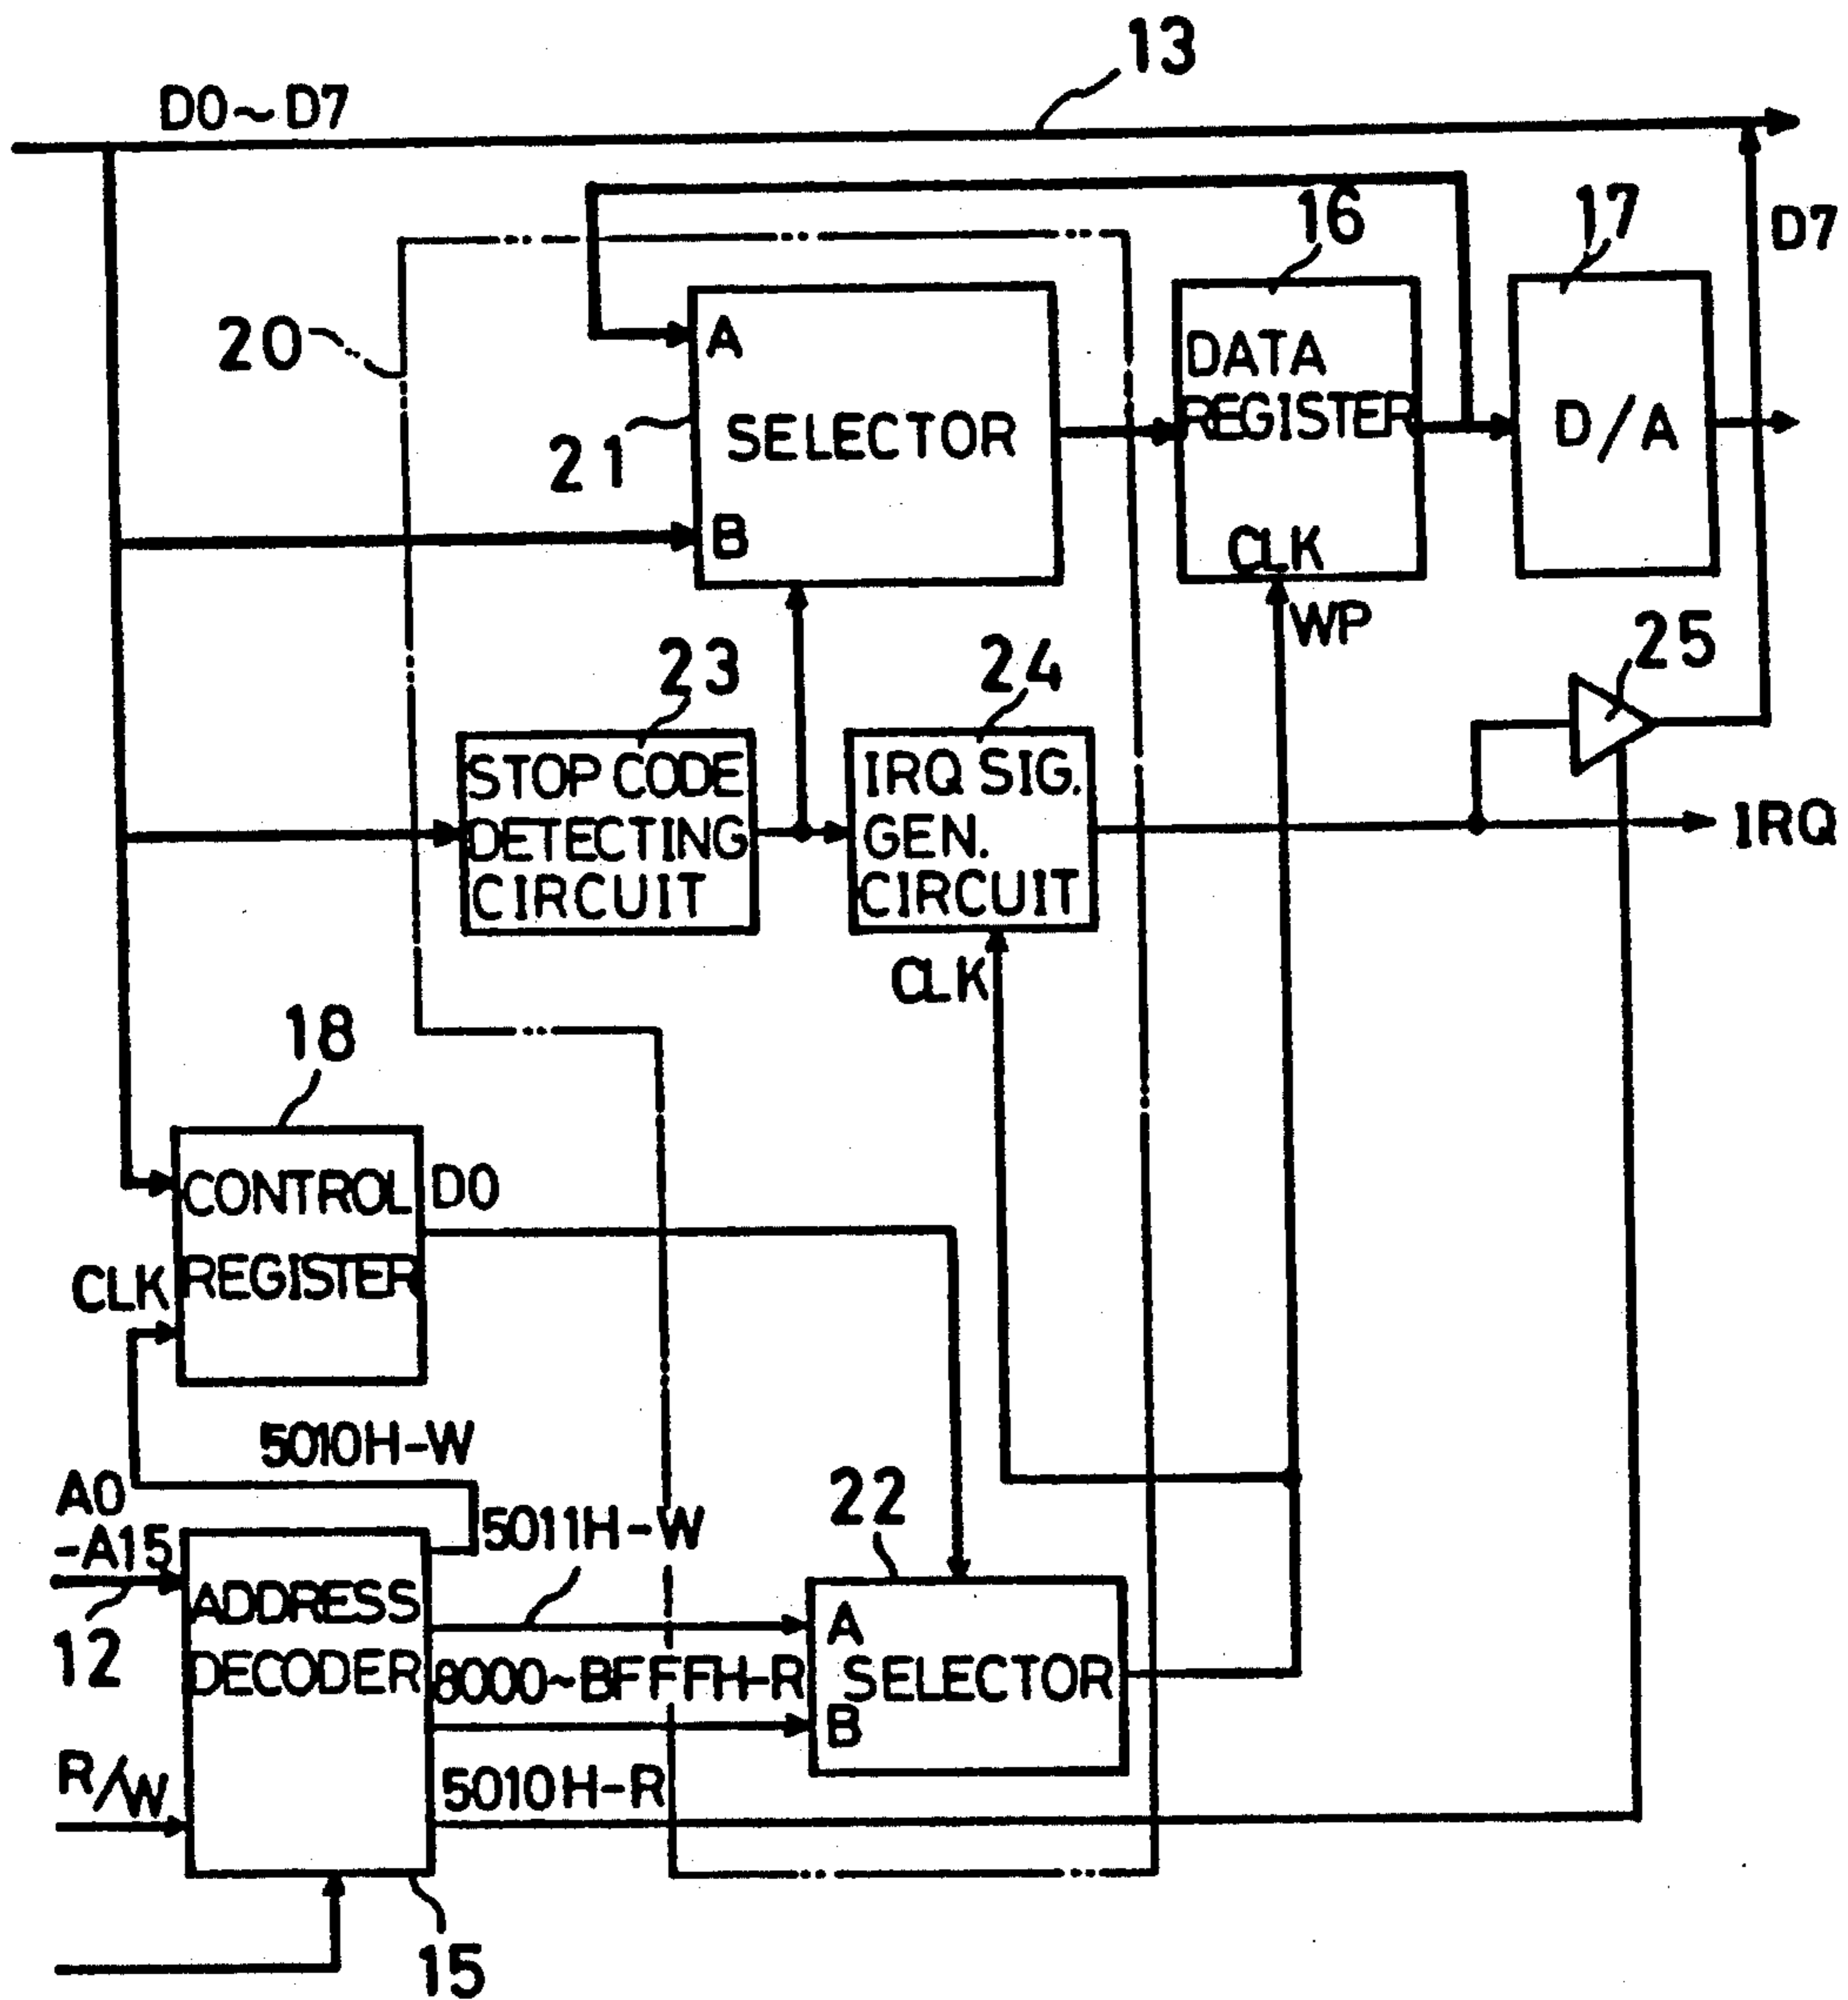 13
D0~D7
16
17
D7
20
A
DATA
REGISTER
D/A
SELECTOR
21
B
CLK
WP
25
23
24
STOP CODE
DETECTING
CIRCUIT
IRQ SIG.
GEN.
CIRCUIT
IRQ
CLK
18
CONTROL
REGISTER
D0
CLK
5010H-W
A0
-A15
5011H-W
22
12
ADDRESS
DECODER
A
8000~BFFFH-R
SELECTOR
B
R/W
5010H-R
15